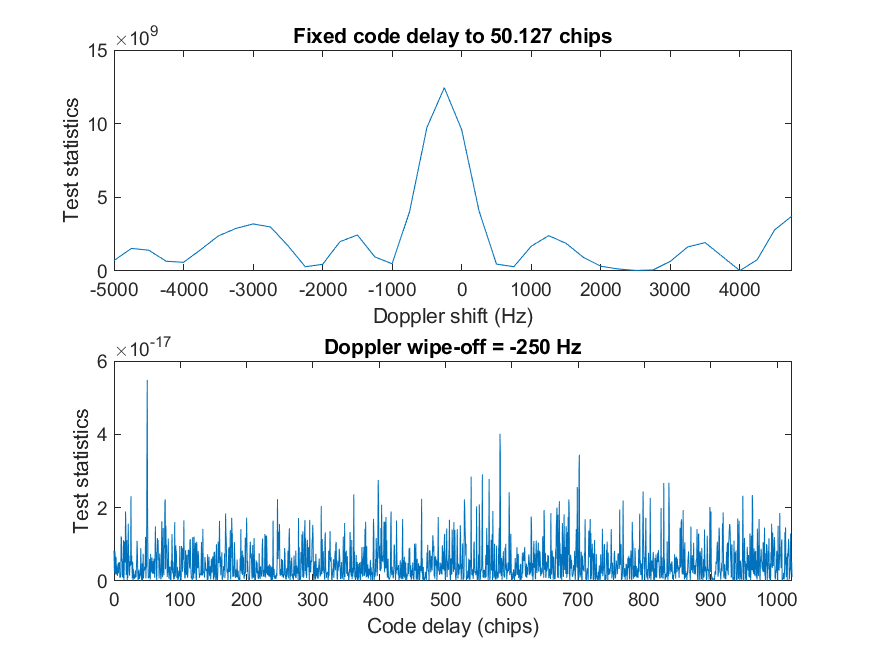 ×10⁹
Fixed code delay to 50.127 chips
15
10
5
0
Test statistics
-5000 -4000 -3000 -2000 -1000 0 1000 2000 3000 4000
Doppler shift (Hz)
×10⁻¹⁷
Doppler wipe-off = -250 Hz
6
4
2
0
Test statistics
0 100 200 300 400 500 600 700 800 900 1000
Code delay (chips)